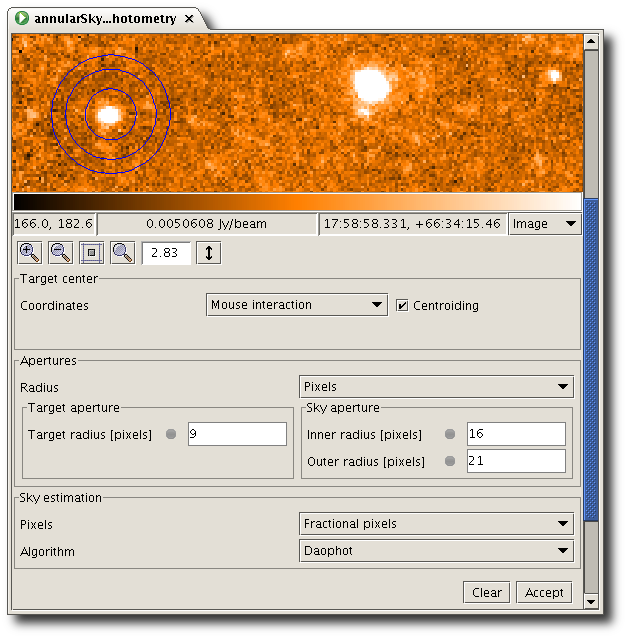 annularSky...hotometry
166.0, 182.6 0.0050608 Jy/beam 17:58:58.331, +66:34:15.46 Image
2.83
Target center
Coordinates Mouse interaction Centroiding
Apertures
Radius Pixels
Target aperture Sky aperture
Target radius [pixels] 9 Inner radius [pixels] 16
Outer radius [pixels] 21
Sky estimation
Pixels Fractional pixels
Algorithm Daophot
Clear Accept